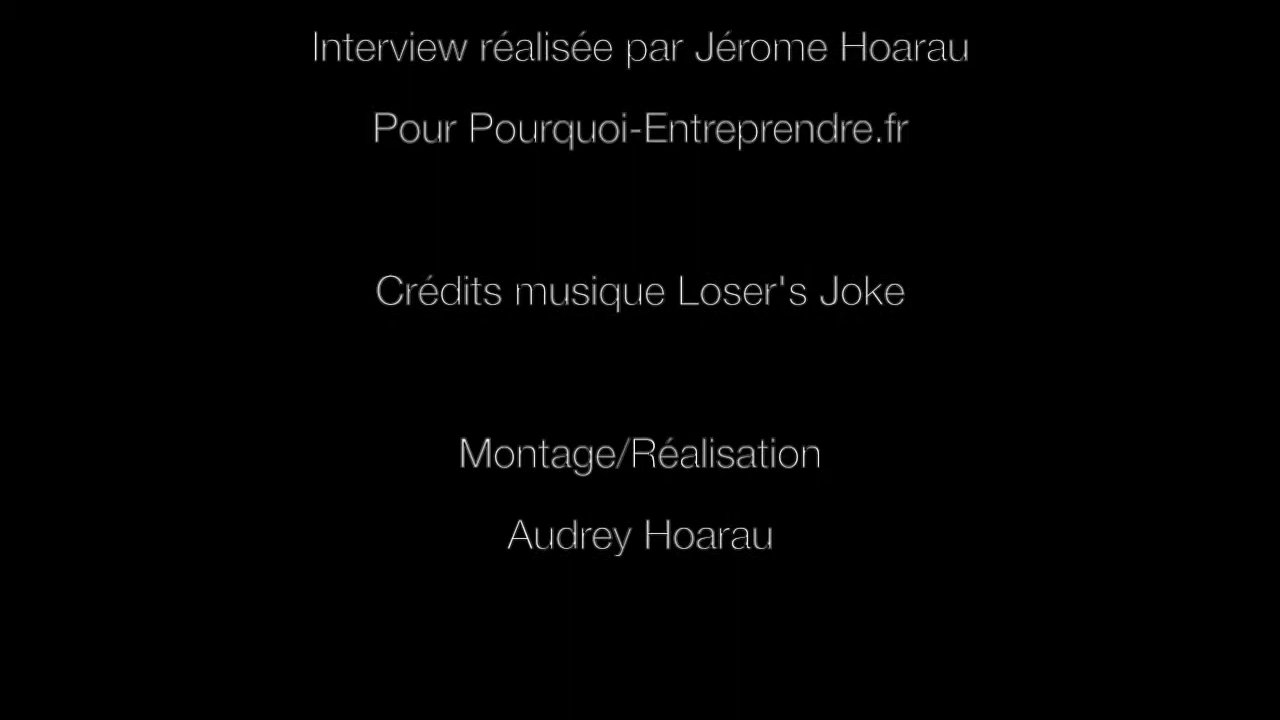 Interview réalisée par Jérome Hoarau
Pour Pourquoi-Entreprendre.fr
Crédits musique Loser's Joke
Montage/Réalisation
Audrey Hoarau